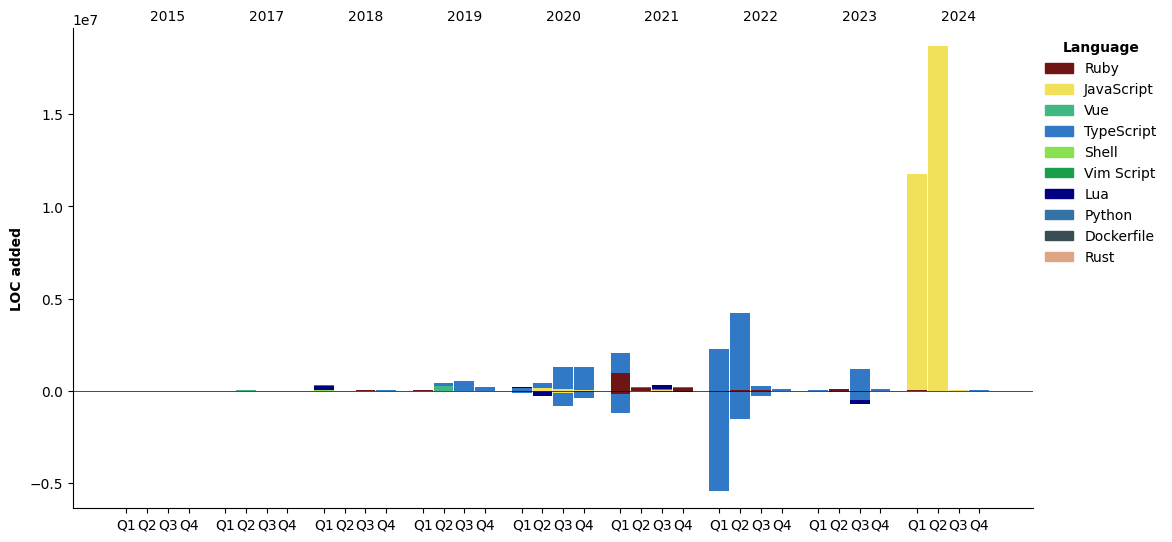 1e7
2015 2017 2018 2019 2020 2021 2022 2023 2024
Language
Ruby
JavaScript
Vue
TypeScript
Shell
Vim Script
Lua
Python
Dockerfile
Rust
LOC added
1.5
1.0
0.5
0.0
−0.5
Q1 Q2 Q3 Q4 Q1 Q2 Q3 Q4 Q1 Q2 Q3 Q4 Q1 Q2 Q3 Q4 Q1 Q2 Q3 Q4 Q1 Q2 Q3 Q4 Q1 Q2 Q3 Q4 Q1 Q2 Q3 Q4 Q1 Q2 Q3 Q4